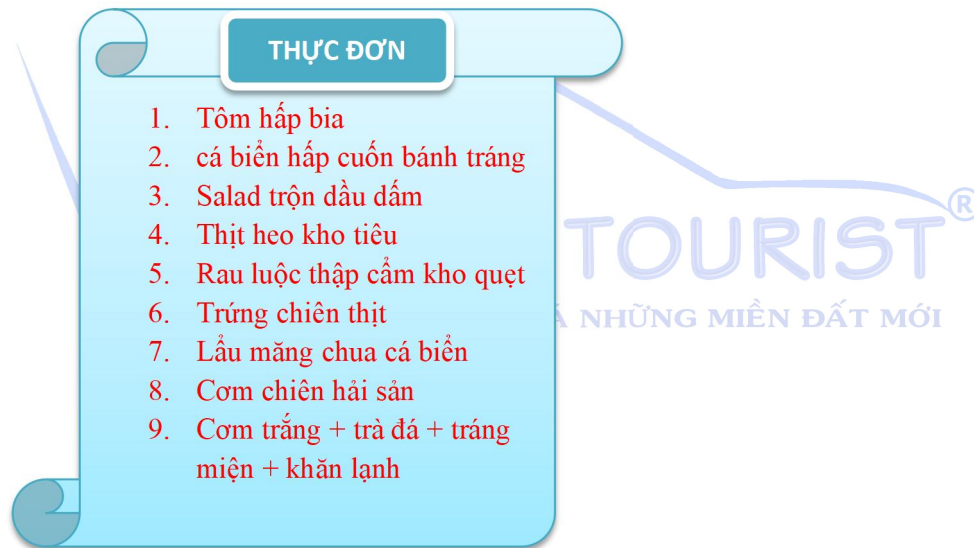 THỰC ĐƠN
1. Tôm hấp bia
2. cá biển hấp cuốn bánh tráng
3. Salad trộn dầu dấm
4. Thịt heo kho tiêu
5. Rau luộc thập cẩm kho quẹt
6. Trứng chiên thịt
7. Lẩu măng chua cá biển
8. Cơm chiên hải sản
9. Cơm trắng + trà đá + tráng
miện + khăn lạnh
TOURIST®
NHỮNG MIỀN ĐẤT MỚI